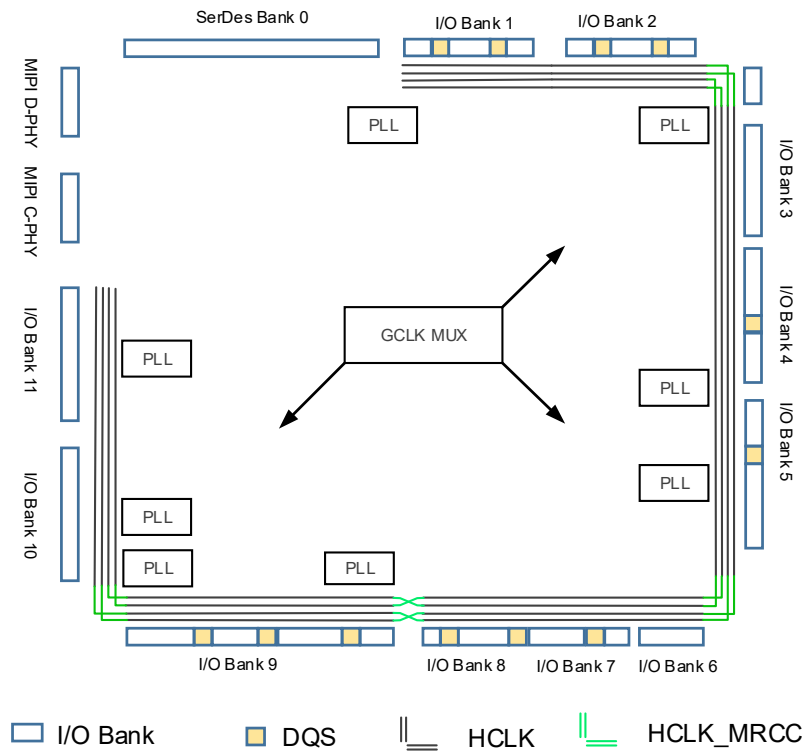 SerDes Bank 0
I/O Bank 1
I/O Bank 2
MIPI D-PHY
PLL
PLL
I/O Bank 3
MIPI C-PHY
I/O Bank 11
GCLK MUX
I/O Bank 4
PLL
PLL
I/O Bank 5
I/O Bank 10
PLL
PLL
PLL
PLL
I/O Bank 9
I/O Bank 8
I/O Bank 7
I/O Bank 6
I/O Bank
DQS
HCLK
HCLK_MRCC